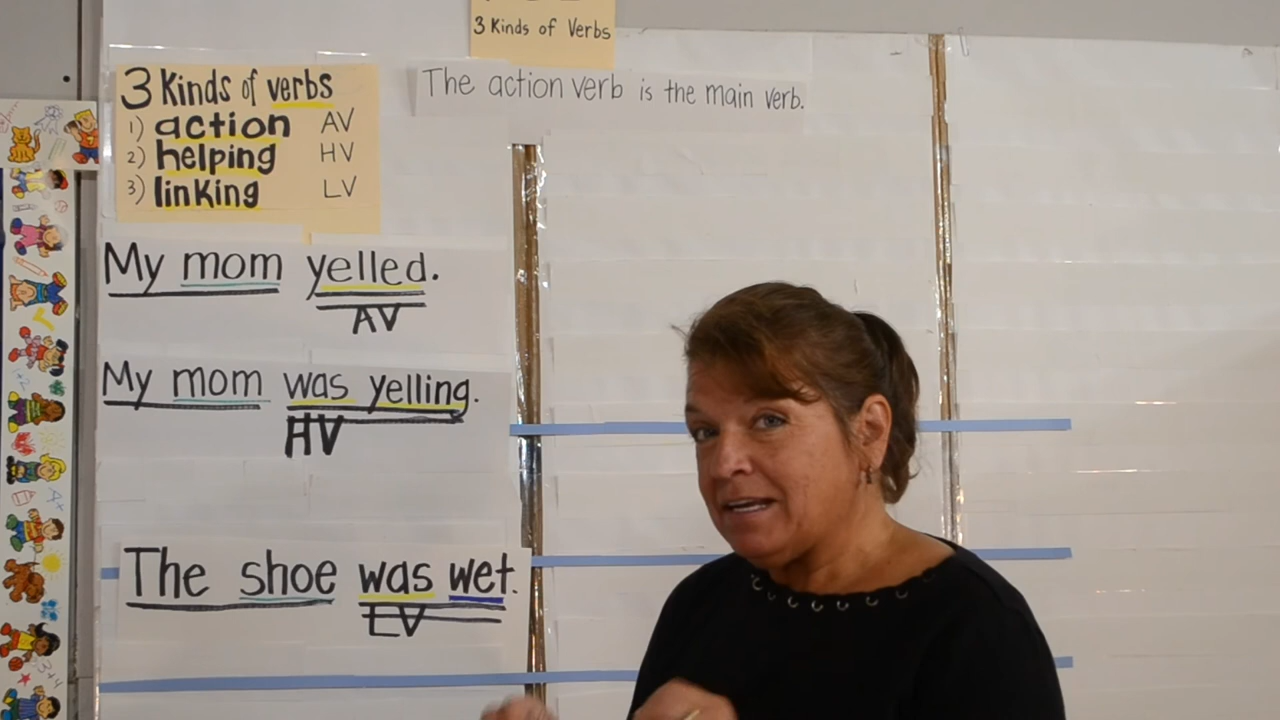 3 Kinds of Verbs
The action verb is the main verb.
3 Kinds of verbs
1) action AV
2) helping HV
3) linking LV
My mom yelled.
AV
My mom was yelling.
HV
The shoe was wet.
LV